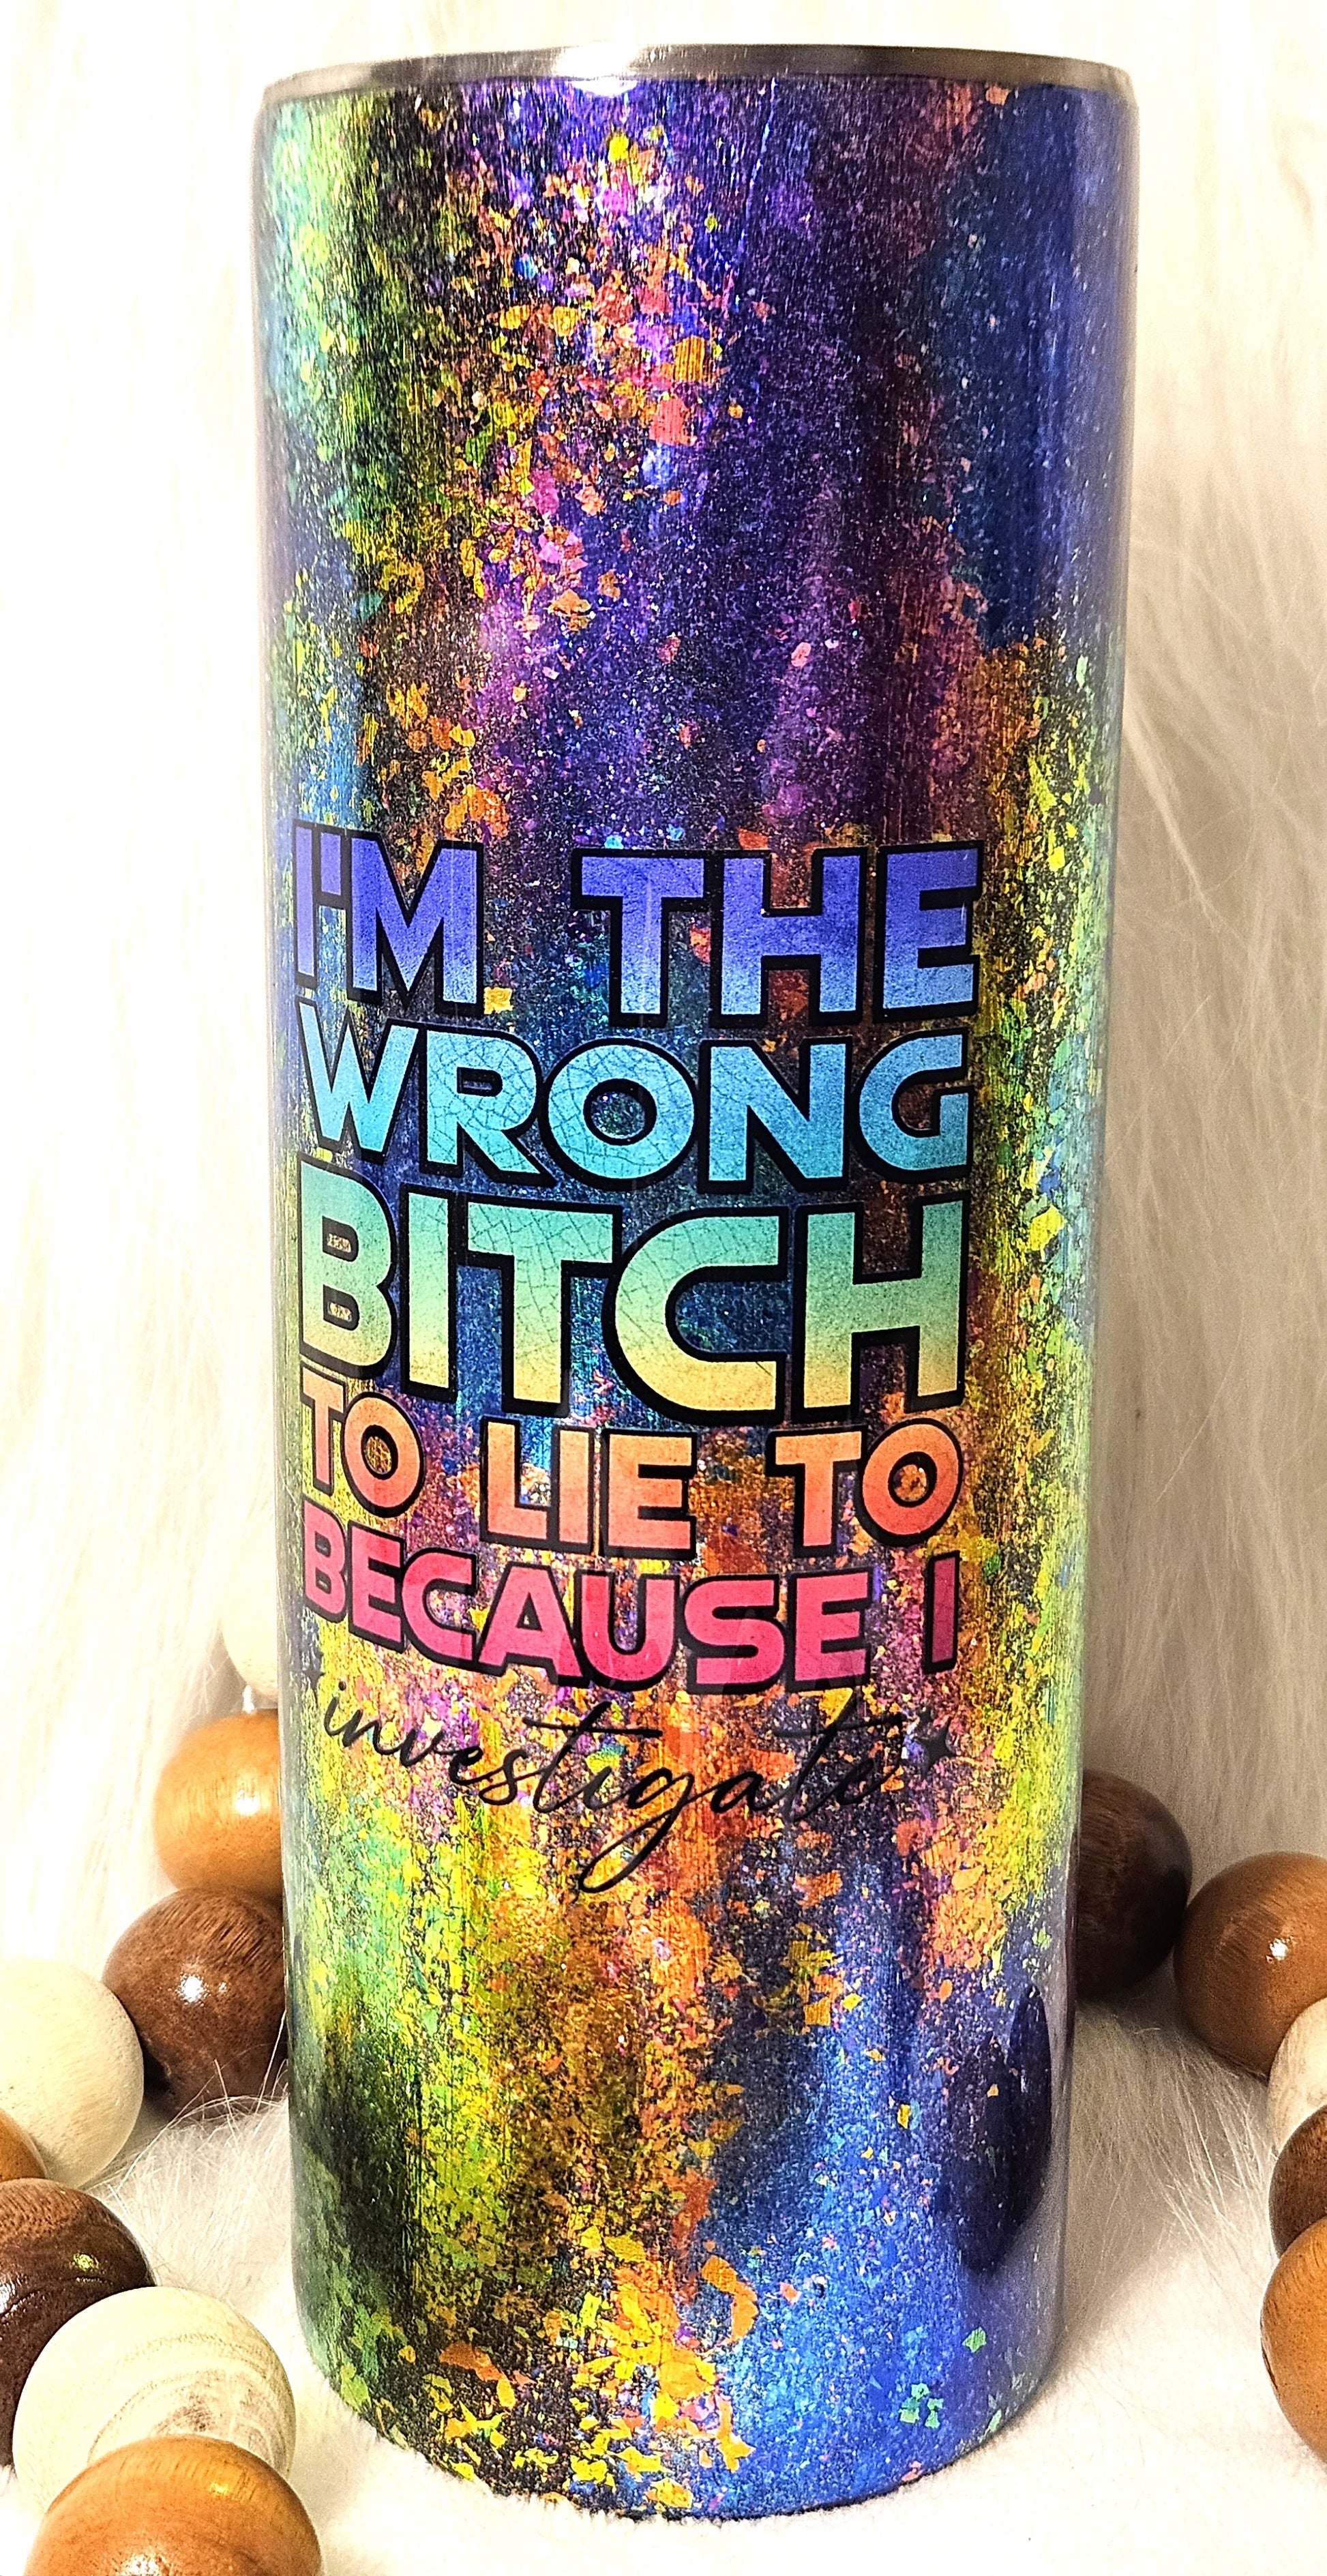 I'M THE
WRONG
BITCH
TO LIE TO
BECAUSE I
investigate